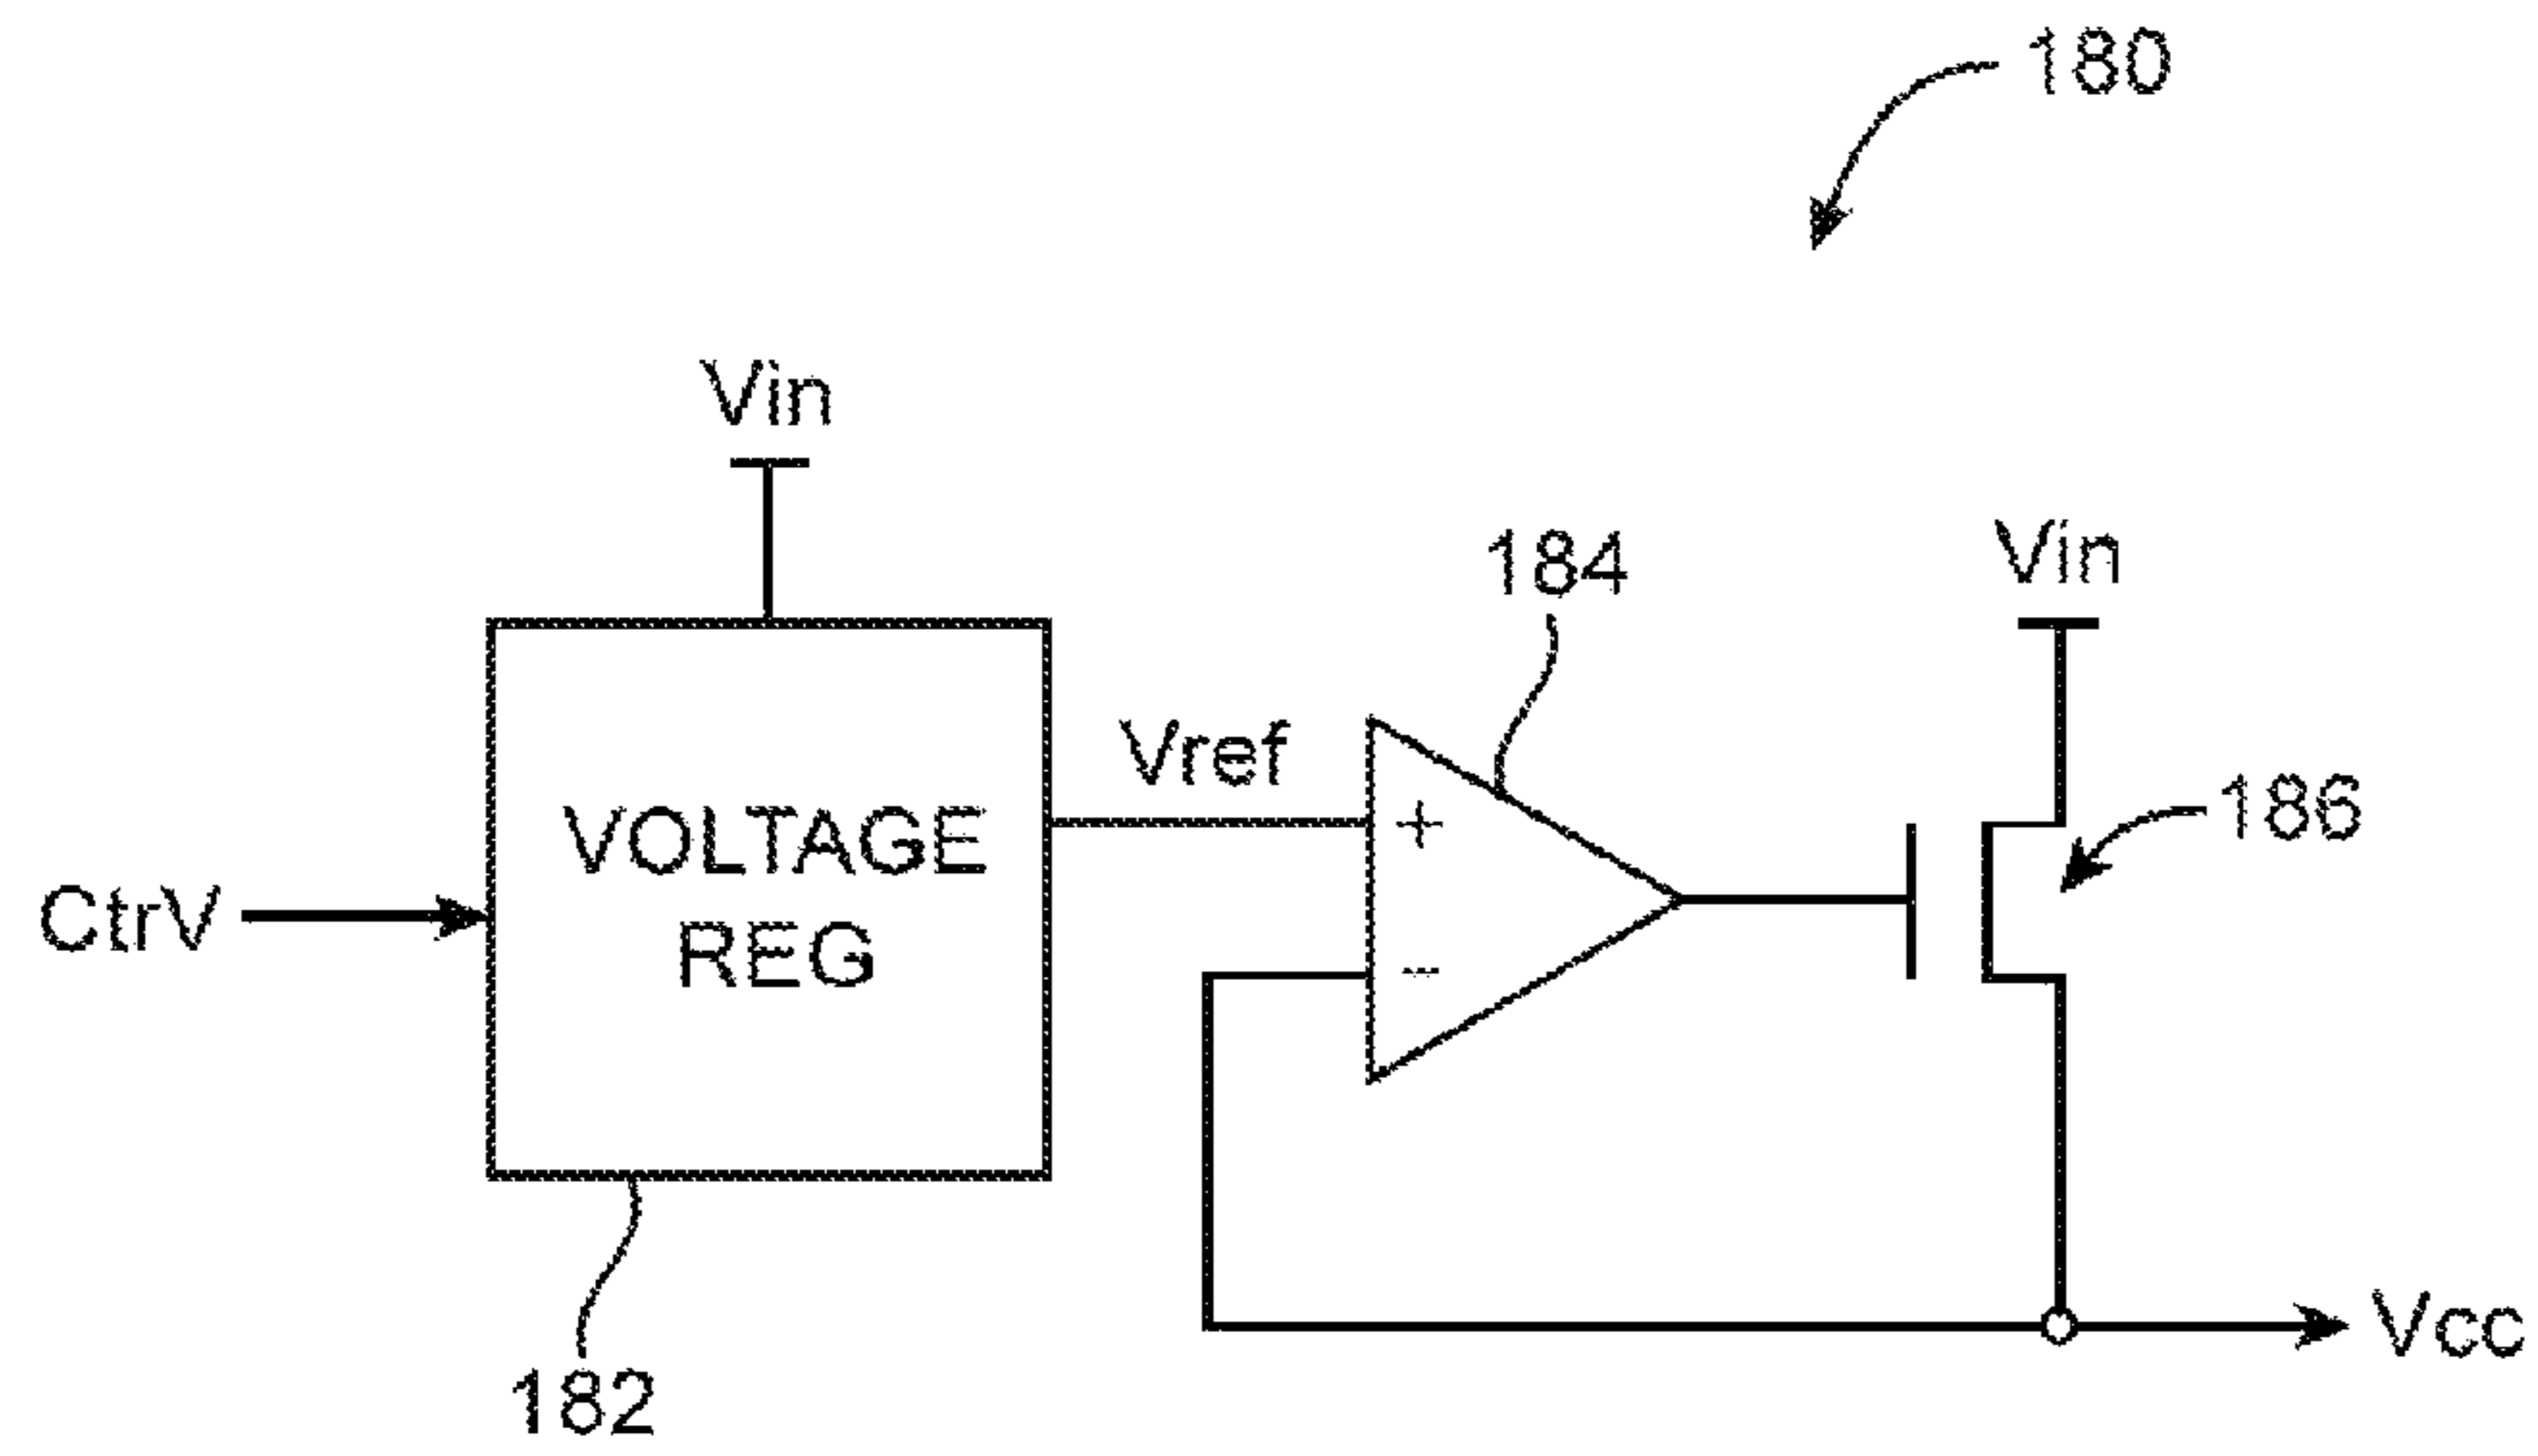 180
Vin
184
Vin
Vref
186
VOLTAGE
REG
+
-
CtrV
Vcc
182